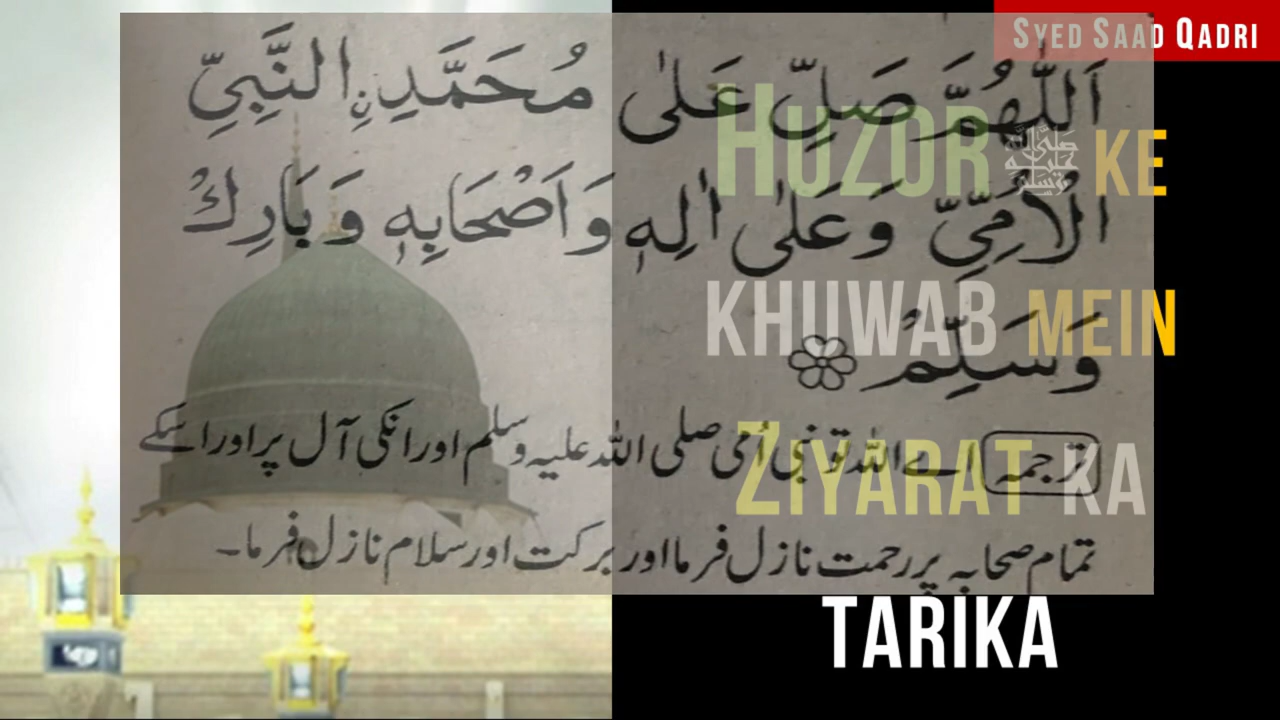 SYED SAAD QADRI
اَللّٰهُمَّ صَلِّ عَلٰى مُحَمَّدِ ۣالنَّبِىِّ
الْاُمِّىِّ وَعَلٰى اٰلِهٖ وَاَصْحَابِهٖ وَبَارِكْ
وَسَلِّمْ
ترجمہ اے اللہ تو نبی اُمی صلی اللہ علیہ وسلم اور انکی آل پر اور اسکے
تمام صحابہ پر رحمت نازل فرما اور برکت اور سلام نازل فرما۔
HUZOR ﷺ KE
KHUWAB MEIN
ZIYARAT KA
TARIKA